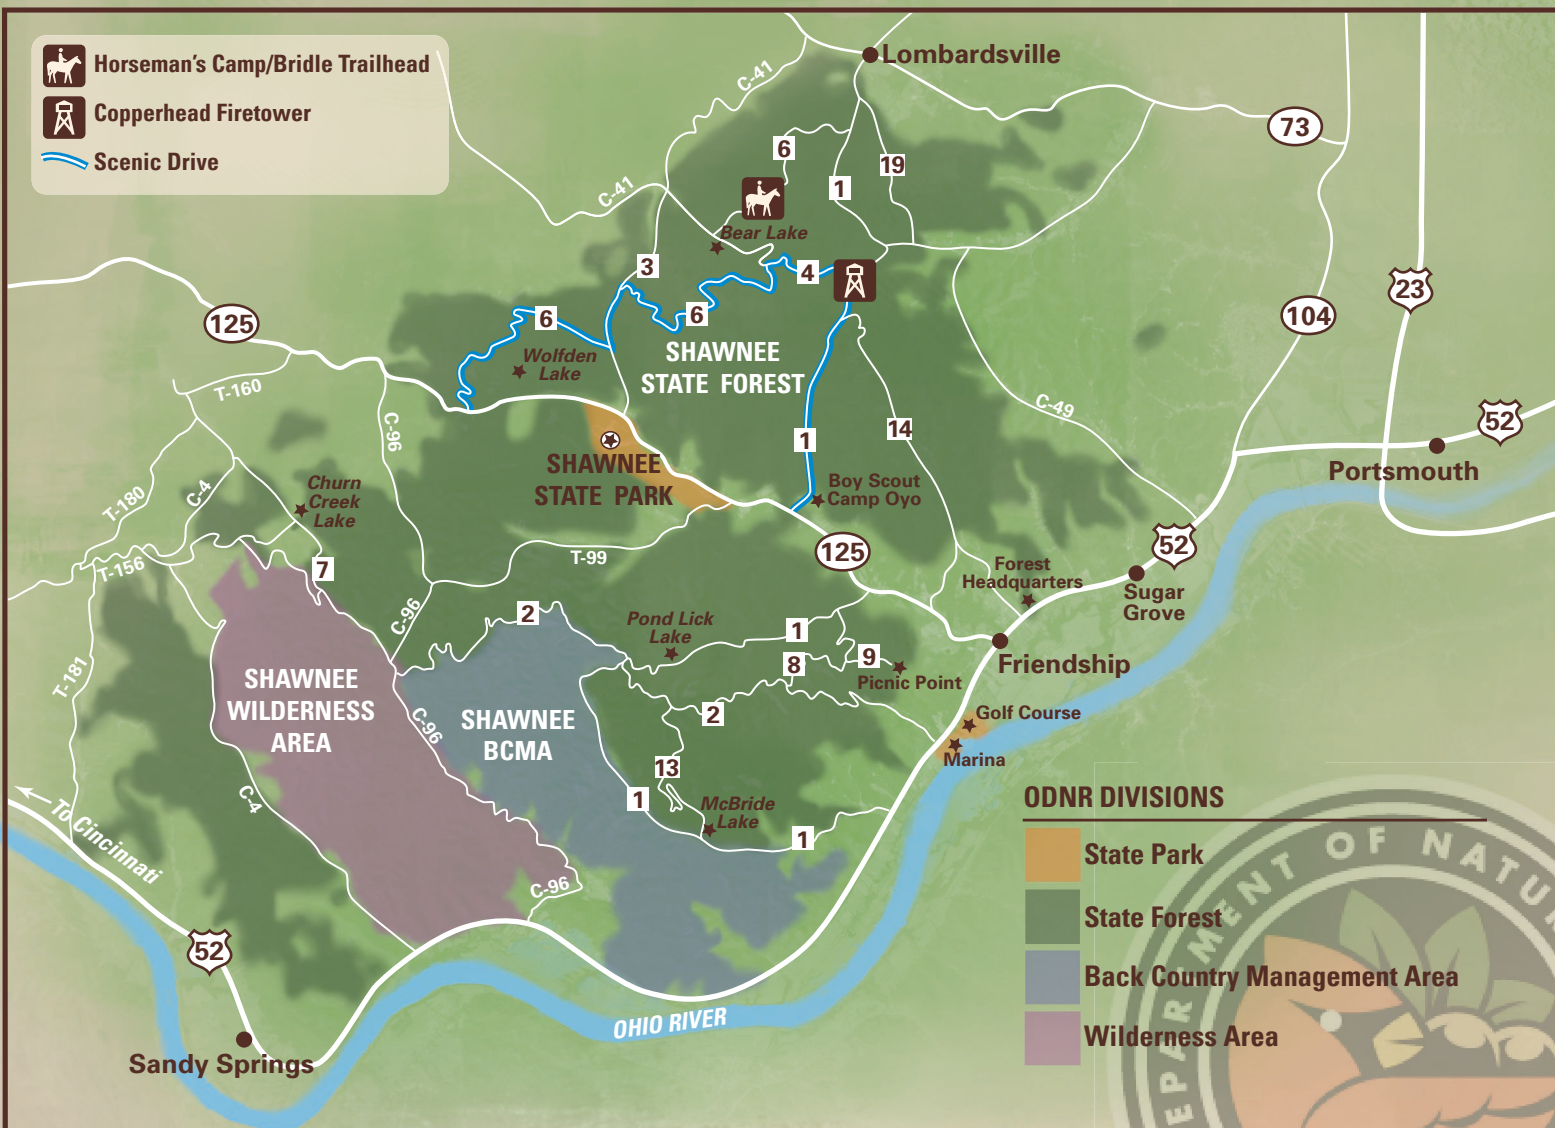 Horseman's Camp/Bridle Trailhead
Copperhead Firetower
Scenic Drive
Lombardsville
C-41
73
6
19
1
C-41
Bear Lake
3
4
23
125
6
6
104
Wolfden
Lake
SHAWNEE
STATE FOREST
T-160
C-49
C-96
14
52
1
Portsmouth
SHAWNEE
STATE PARK
Boy Scout
Camp Oyo
Churn
Creek
Lake
T-180
C-4
125
52
T-99
T-156
7
Forest
Headquarters
Sugar
Grove
C-96
2
Pond Lick
Lake
1
9
8
Friendship
Picnic Point
T-181
SHAWNEE
WILDERNESS
AREA
C-96
SHAWNEE
BCMA
2
Golf Course
Marina
13
1
C-4
McBride
Lake
1
To Cincinnati
C-96
52
OHIO RIVER
Sandy Springs
ODNR DIVISIONS
State Park
State Forest
Back Country Management Area
Wilderness Area
EPARTMENT OF NATUR